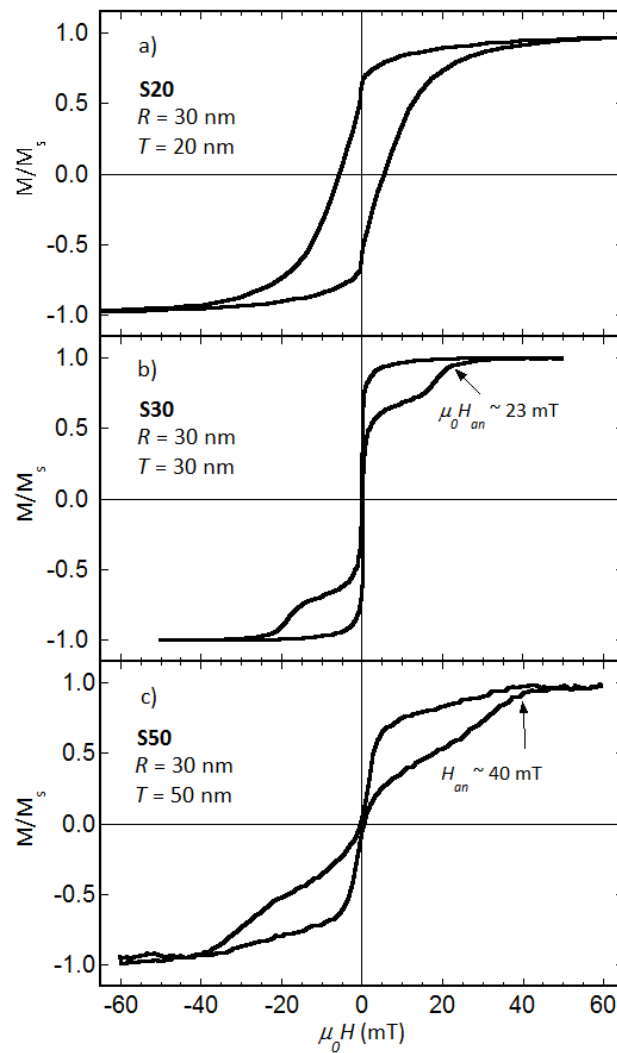 1.0
a)
S20
R = 30 nm
T = 20 nm
0.5
0.0
-0.5
-1.0
M/Mₛ
1.0
b)
S30
R = 30 nm
T = 30 nm
μ₀Hₐₙ ~ 23 mT
0.5
0.0
-0.5
-1.0
M/Mₛ
1.0
c)
S50
R = 30 nm
T = 50 nm
Hₐₙ ~ 40 mT
0.5
0.0
-0.5
-1.0
M/Mₛ
-60 -40 -20 0 20 40 60
μ₀H (mT)